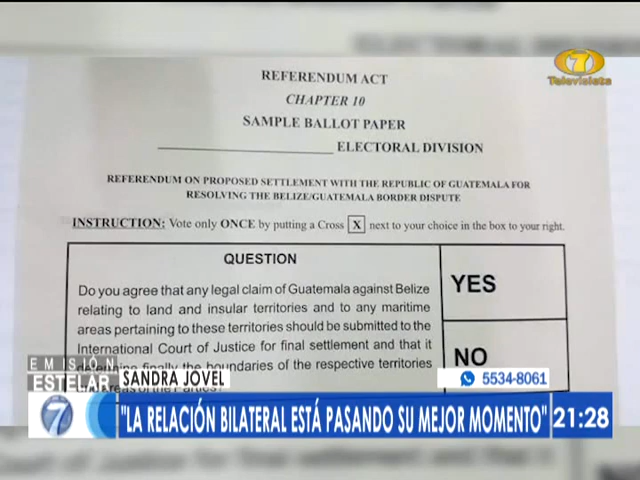 REFERENDUM ACT
CHAPTER 10
SAMPLE BALLOT PAPER
ELECTORAL DIVISION
REFERENDUM ON PROPOSED SETTLEMENT WITH THE REPUBLIC OF GUATEMALA FOR
RESOLVING THE BELIZE/GUATEMALA BORDER DISPUTE
INSTRUCTION: Vote only ONCE by putting a Cross X next to your choice in the box to your right.
QUESTION
Do you agree that any legal claim of Guatemala against Belize
relating to land and insular territories and to any maritime
areas pertaining to these territories should be submitted to the
International Court of Justice for final settlement and that it
finally the boundaries of the respective territories
YES
NO
7
Televisiete
EMISIÓN
ESTELAR
SANDRA JOVEL
5534-8061
7
"LA RELACIÓN BILATERAL ESTÁ PASANDO SU MEJOR MOMENTO"
21:28